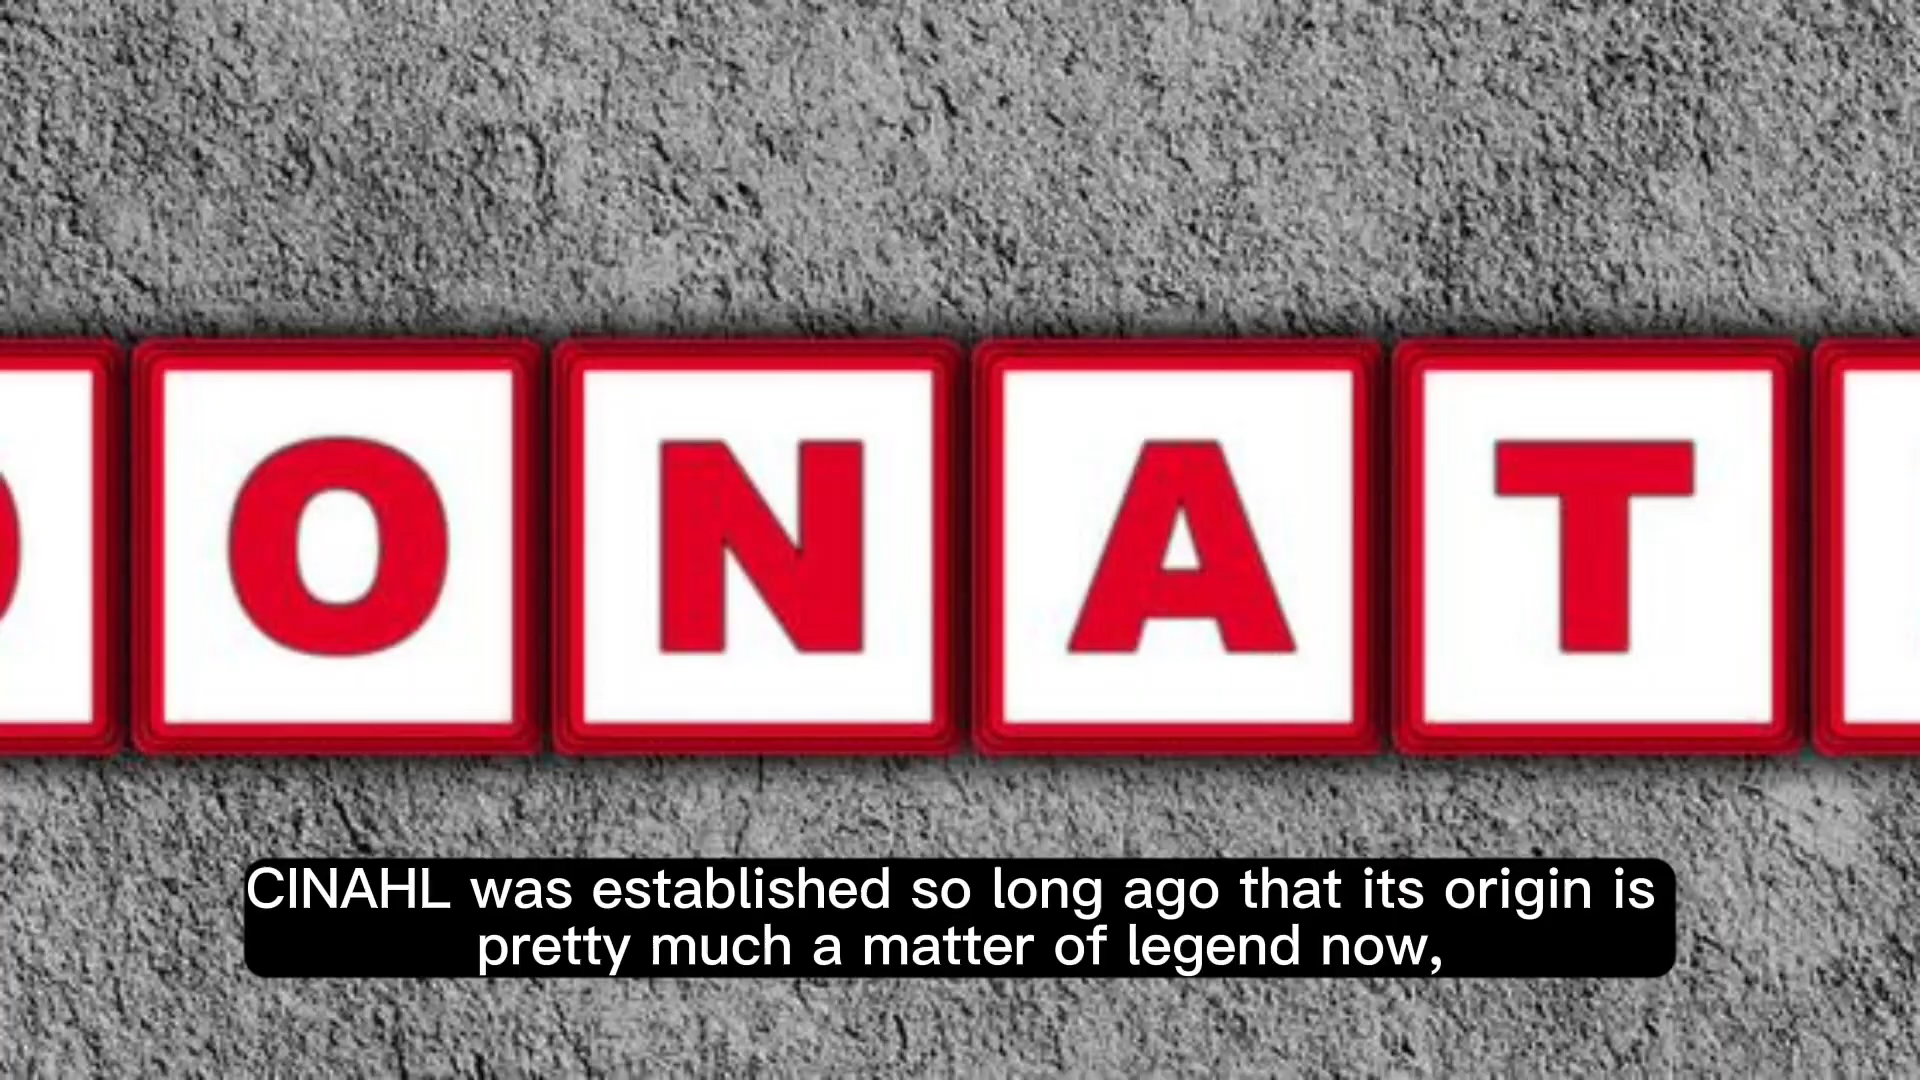 ONAT
CINAHL was established so long ago that its origin is
pretty much a matter of legend now,